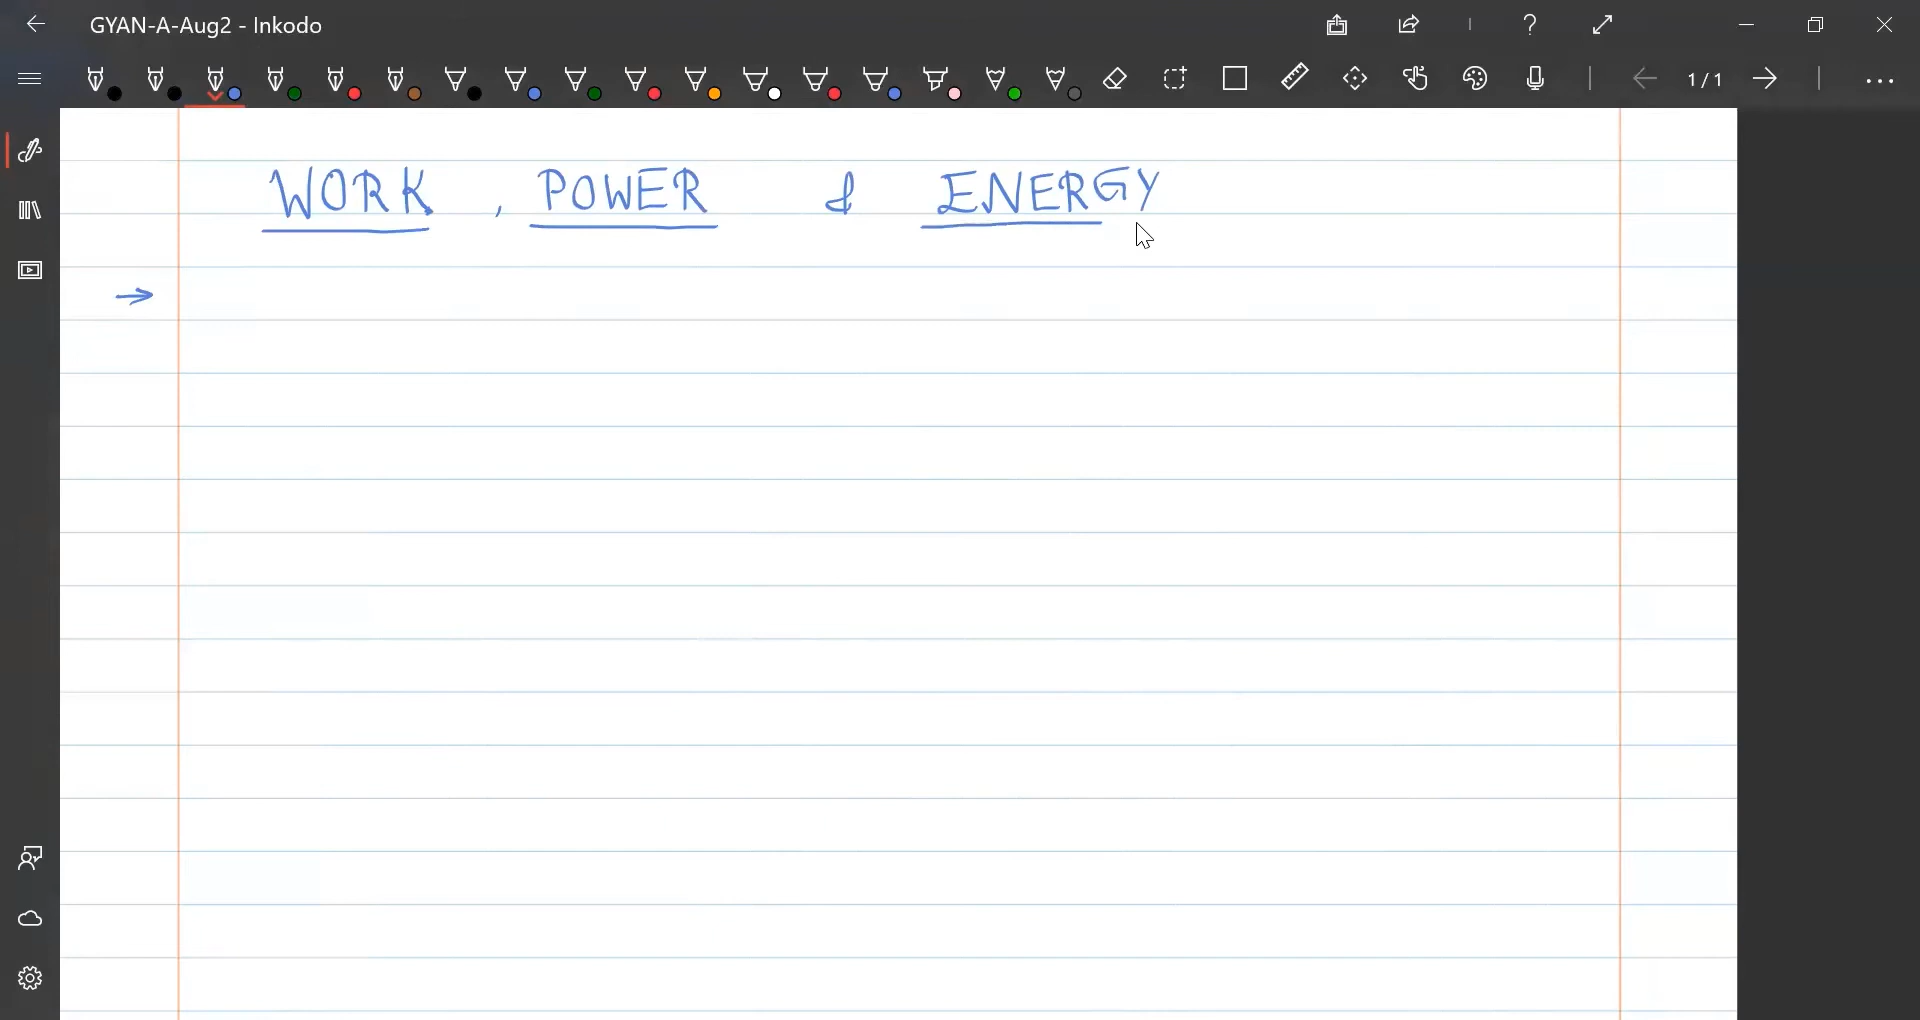 GYAN-A-Aug2 - Inkodo
1 / 1
WORK , POWER & ENERGY
→